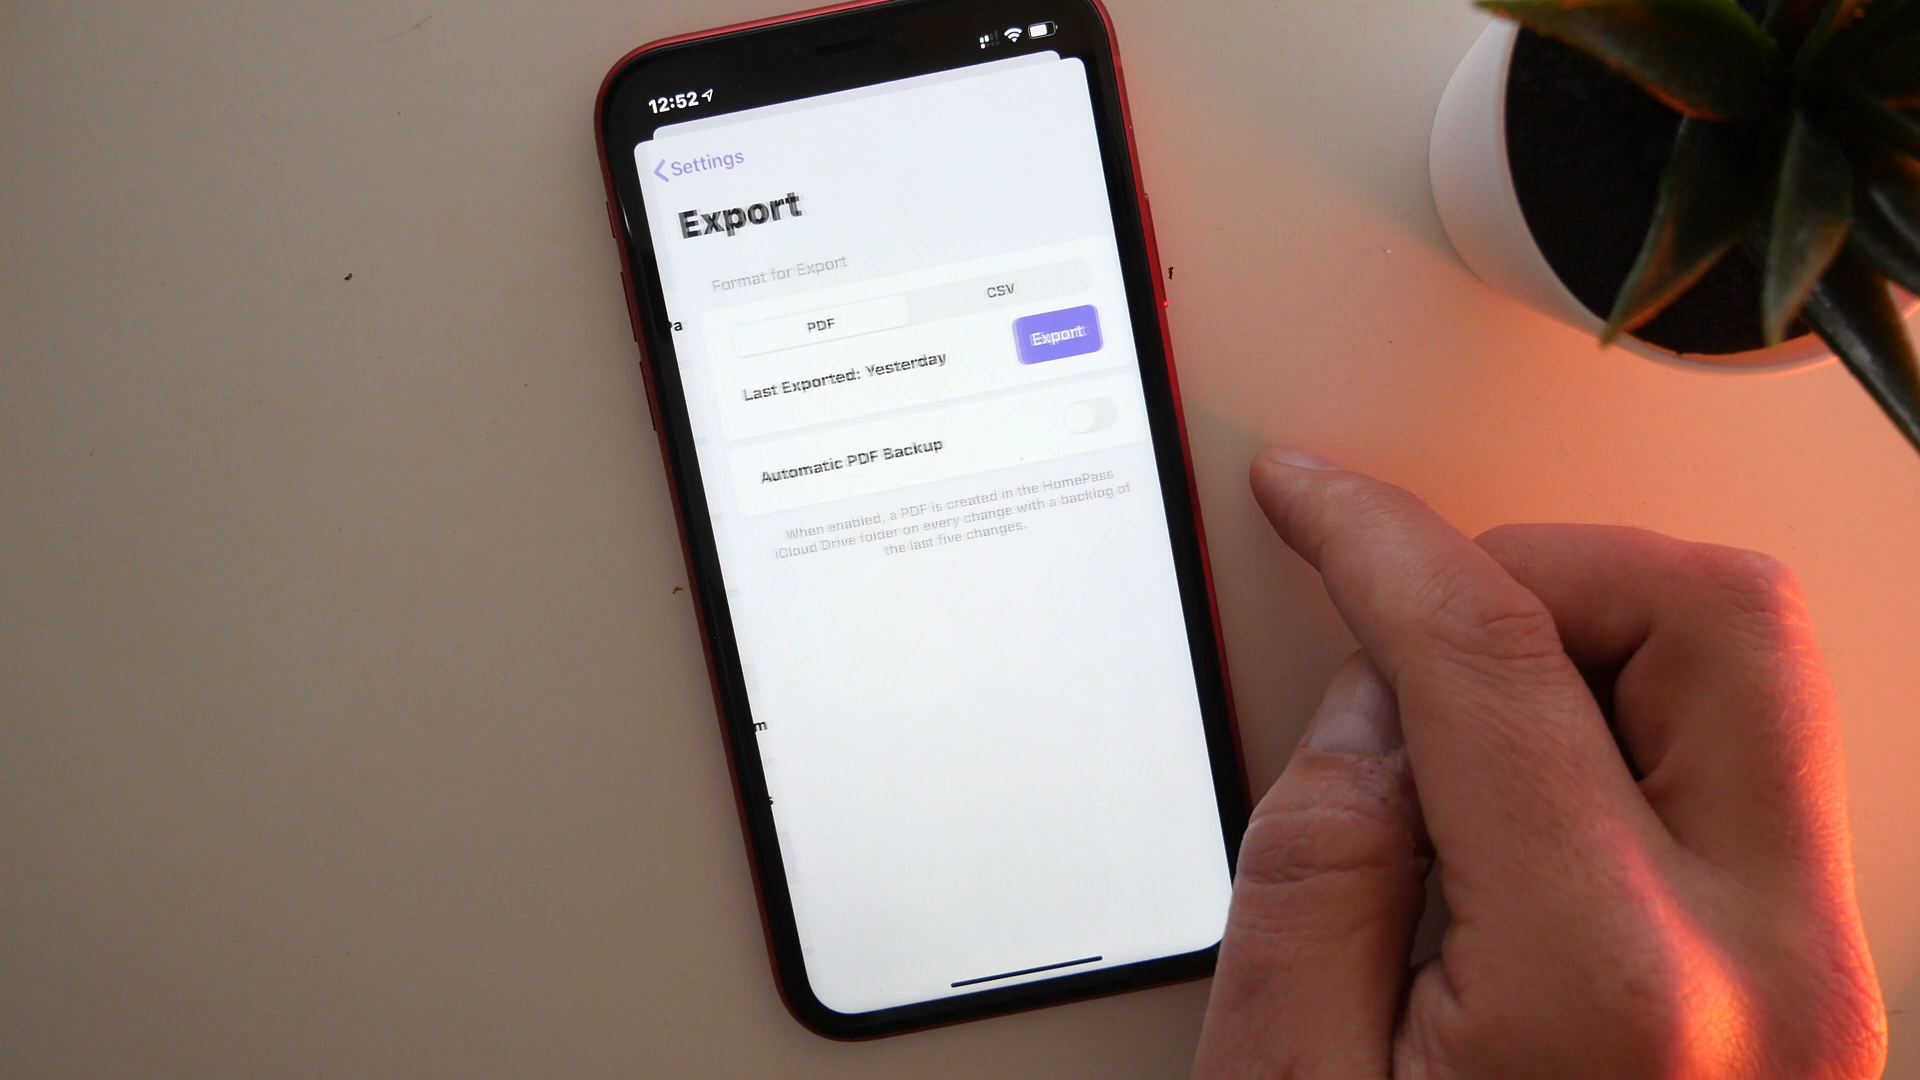 12:52
Settings
Export
Format for Export
PDF
CSV
Last Exported: Yesterday
Export
Automatic PDF Backup
When enabled, a PDF is created in the HomePass
iCloud Drive folder on every change with a backlog of
the last five changes.
Pa
m
s